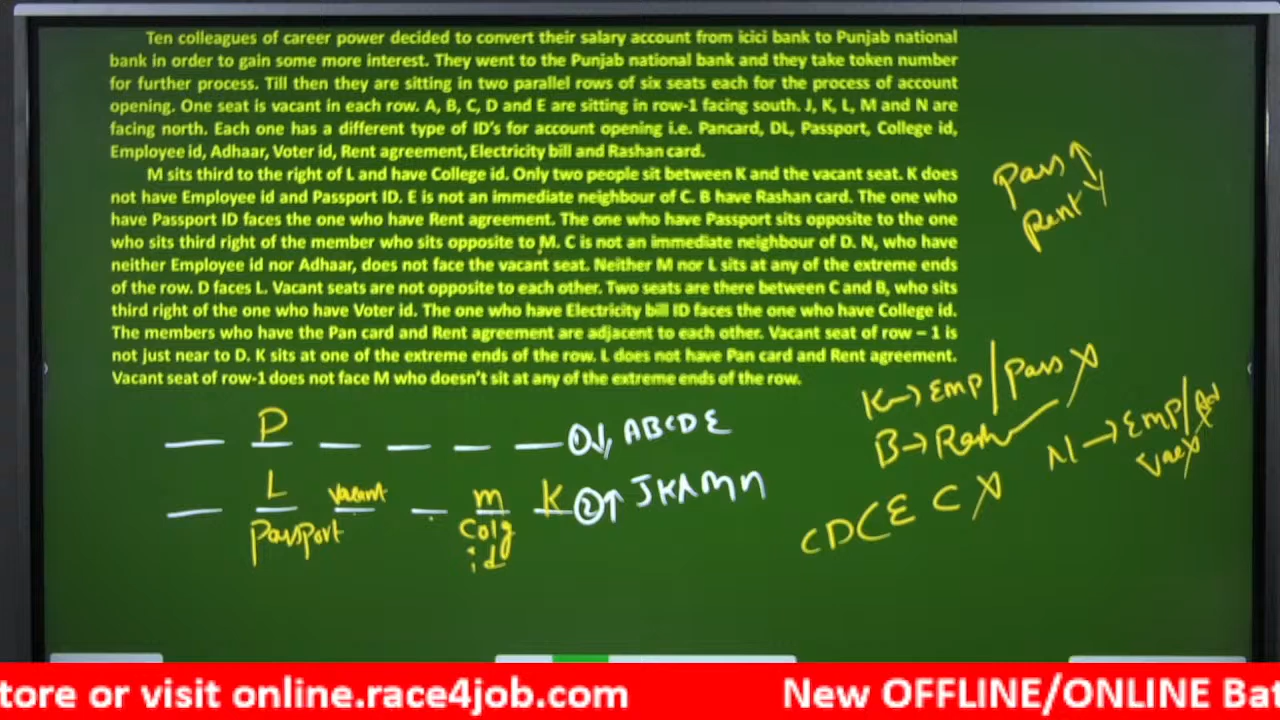 Ten colleagues of career power decided to convert their salary account from icici bank to Punjab national
bank in order to gain some more interest. They went to the Punjab national bank and they take token number
for further process. Till then they are sitting in two parallel rows of six seats each for the process of account
opening. One seat is vacant in each row. A, B, C, D and E are sitting in row-1 facing south. J, K, L, M and N are
facing north. Each one has a different type of ID's for account opening i.e. Pancard, DL, Passport, College id,
Employee id, Adhaar, Voter id, Rent agreement, Electricity bill and Rashan card.
M sits third to the right of L and have College id. Only two people sit between K and the vacant seat. K does
not have Employee id and Passport ID. E is not an immediate neighbour of C. B have Rashan card. The one who
have Passport ID faces the one who have Rent agreement. The one who have Passport sits opposite to the one
who sits third right of the member who sits opposite to M. C is not an immediate neighbour of D. N, who have
neither Employee id nor Adhaar, does not face the vacant seat. Neither M nor L sits at any of the extreme ends
of the row. D faces L. Vacant seats are not opposite to each other. Two seats are there between C and B, who sits
third right of the one who have Voter id. The one who have Electricity bill ID faces the one who have College id.
The members who have the Pan card and Rent agreement are adjacent to each other. Vacant seat of row – 1 is
not just near to D. K sits at one of the extreme ends of the row. L does not have Pan card and Rent agreement.
Vacant seat of row-1 does not face M who doesn't sit at any of the extreme ends of the row.
Pass ↑
Rent
K → Emp/Pass X
B → Rash
N → Emp/
CD CE C X
D
① ↓ A B C D E
L vacant m K ② ↑ J K L M N
Passport Colg
id
tore or visit online.race4job.com New OFFLINE/ONLINE Bat